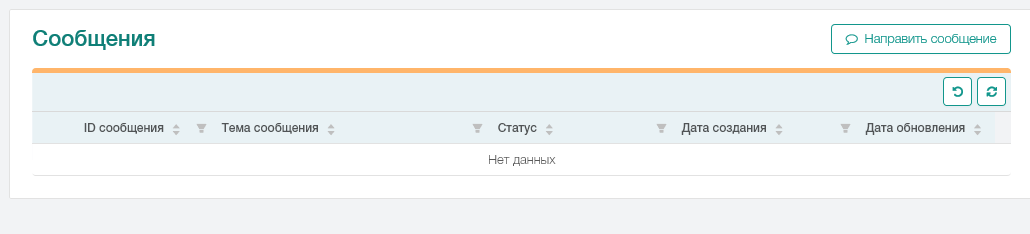 Сообщения
Направить сообщение
ID сообщения Тема сообщения Статус Дата создания Дата обновления
Нет данных